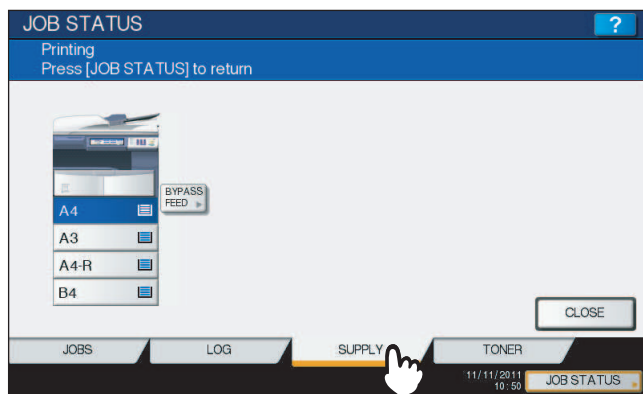 JOB STATUS
?
Printing
Press [JOB STATUS] to return
BYPASS
FEED
A4
A3
A4-R
B4
CLOSE
JOBS
LOG
SUPPLY
TONER
11/11/2011
10:50
JOB STATUS